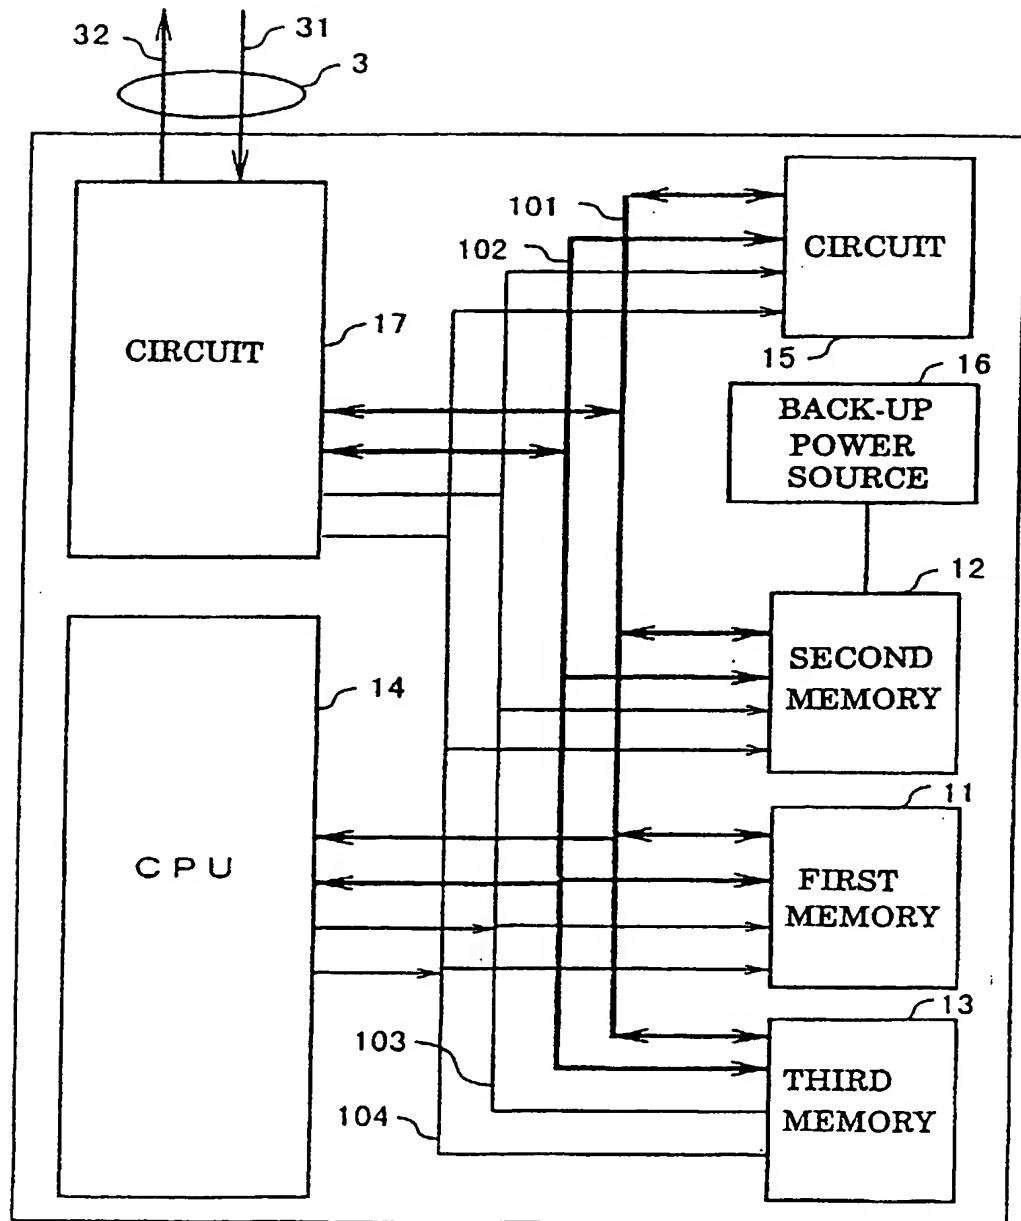 32
31
3
101
102
CIRCUIT
15
17
CIRCUIT
16
BACK-UP
POWER
SOURCE
12
SECOND
MEMORY
14
CPU
11
FIRST
MEMORY
13
THIRD
MEMORY
103
104